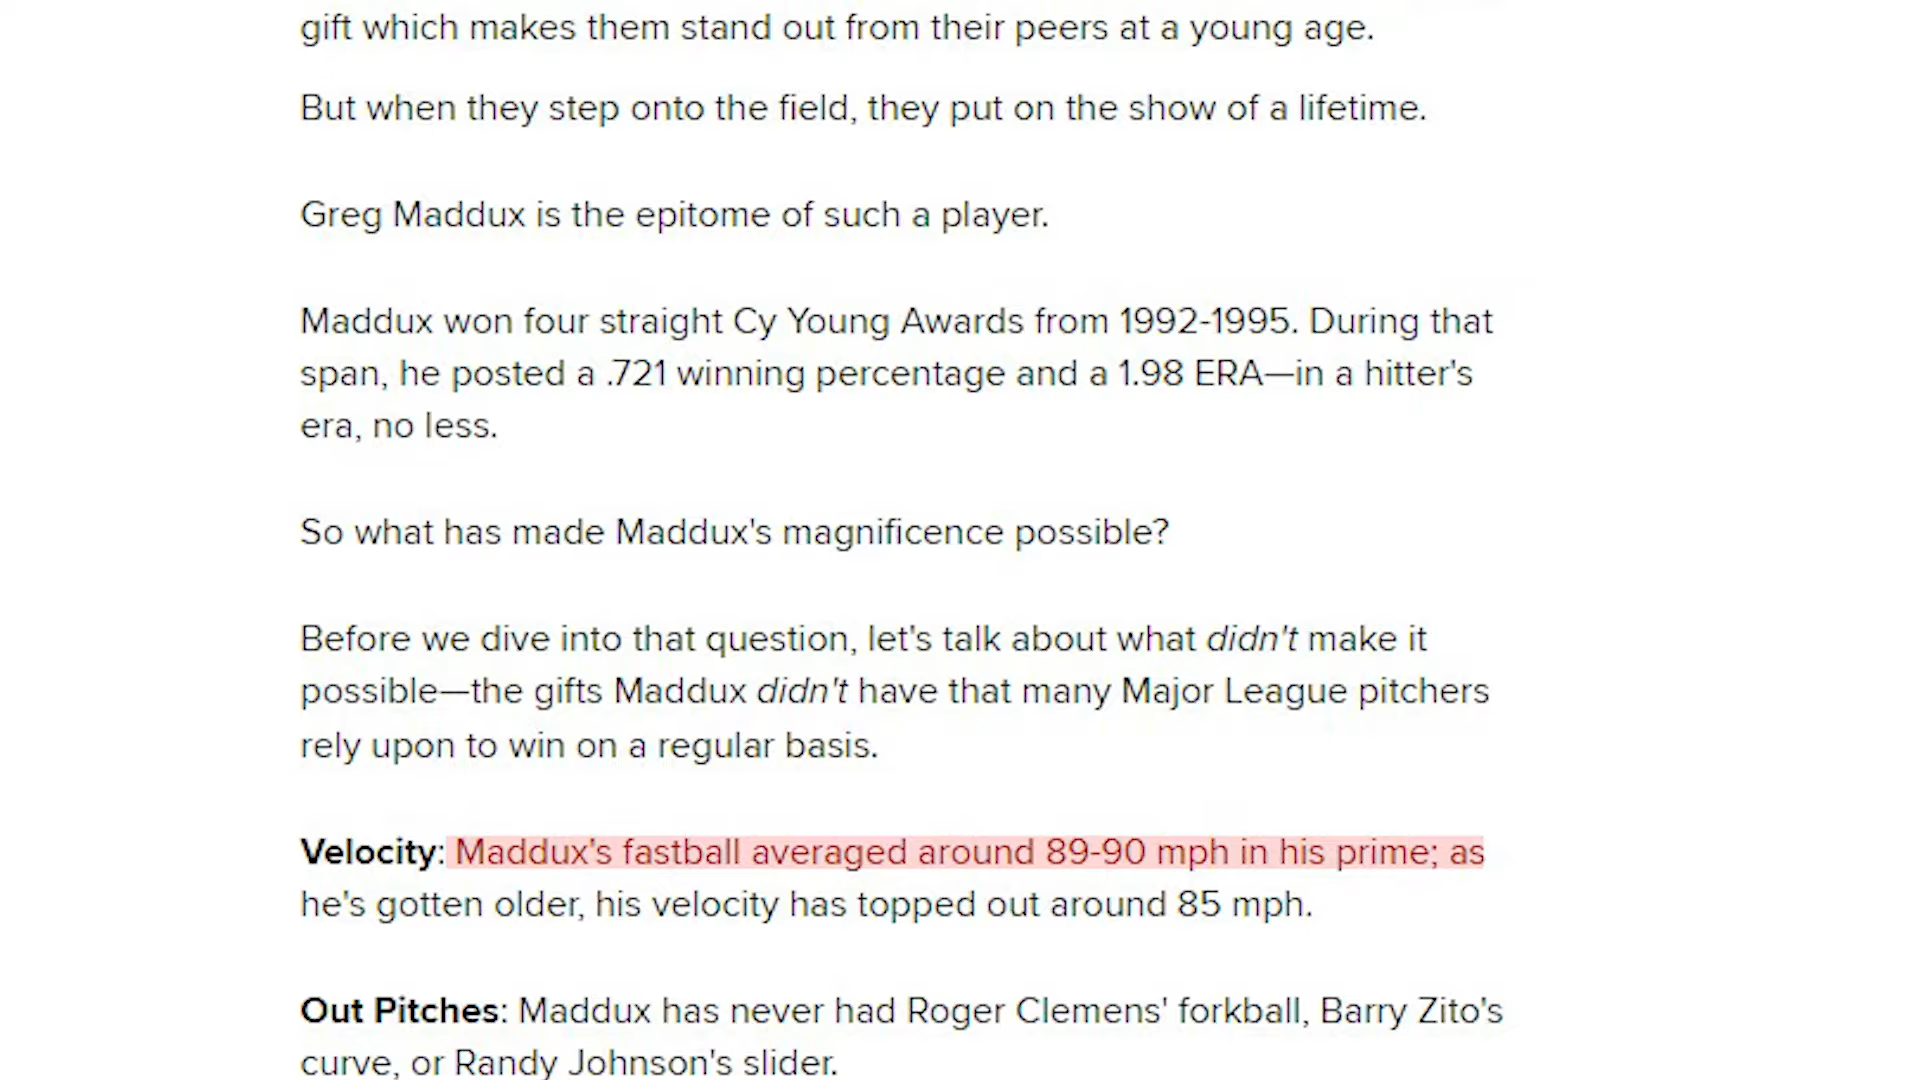 gift which makes them stand out from their peers at a young age.
But when they step onto the field, they put on the show of a lifetime.
Greg Maddux is the epitome of such a player.
Maddux won four straight Cy Young Awards from 1992-1995. During that
span, he posted a .721 winning percentage and a 1.98 ERA—in a hitter's
era, no less.
So what has made Maddux's magnificence possible?
Before we dive into that question, let's talk about what didn't make it
possible—the gifts Maddux didn't have that many Major League pitchers
rely upon to win on a regular basis.
Velocity: Maddux's fastball averaged around 89-90 mph in his prime; as
he's gotten older, his velocity has topped out around 85 mph.
Out Pitches: Maddux has never had Roger Clemens' forkball, Barry Zito's
curve, or Randy Johnson's slider.